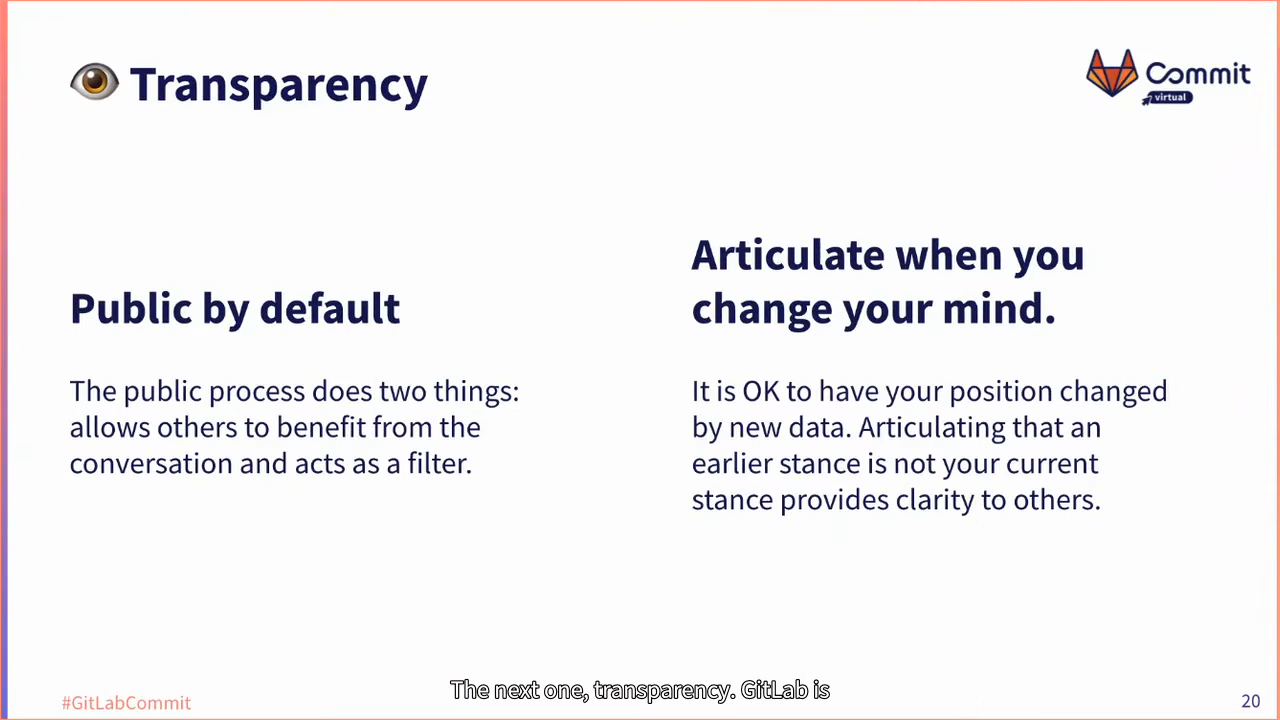 Transparency
Commit
virtual
Public by default
The public process does two things:
allows others to benefit from the
conversation and acts as a filter.
Articulate when you
change your mind.
It is OK to have your position changed
by new data. Articulating that an
earlier stance is not your current
stance provides clarity to others.
The next one, transparency. GitLab is
#GitLabCommit
20